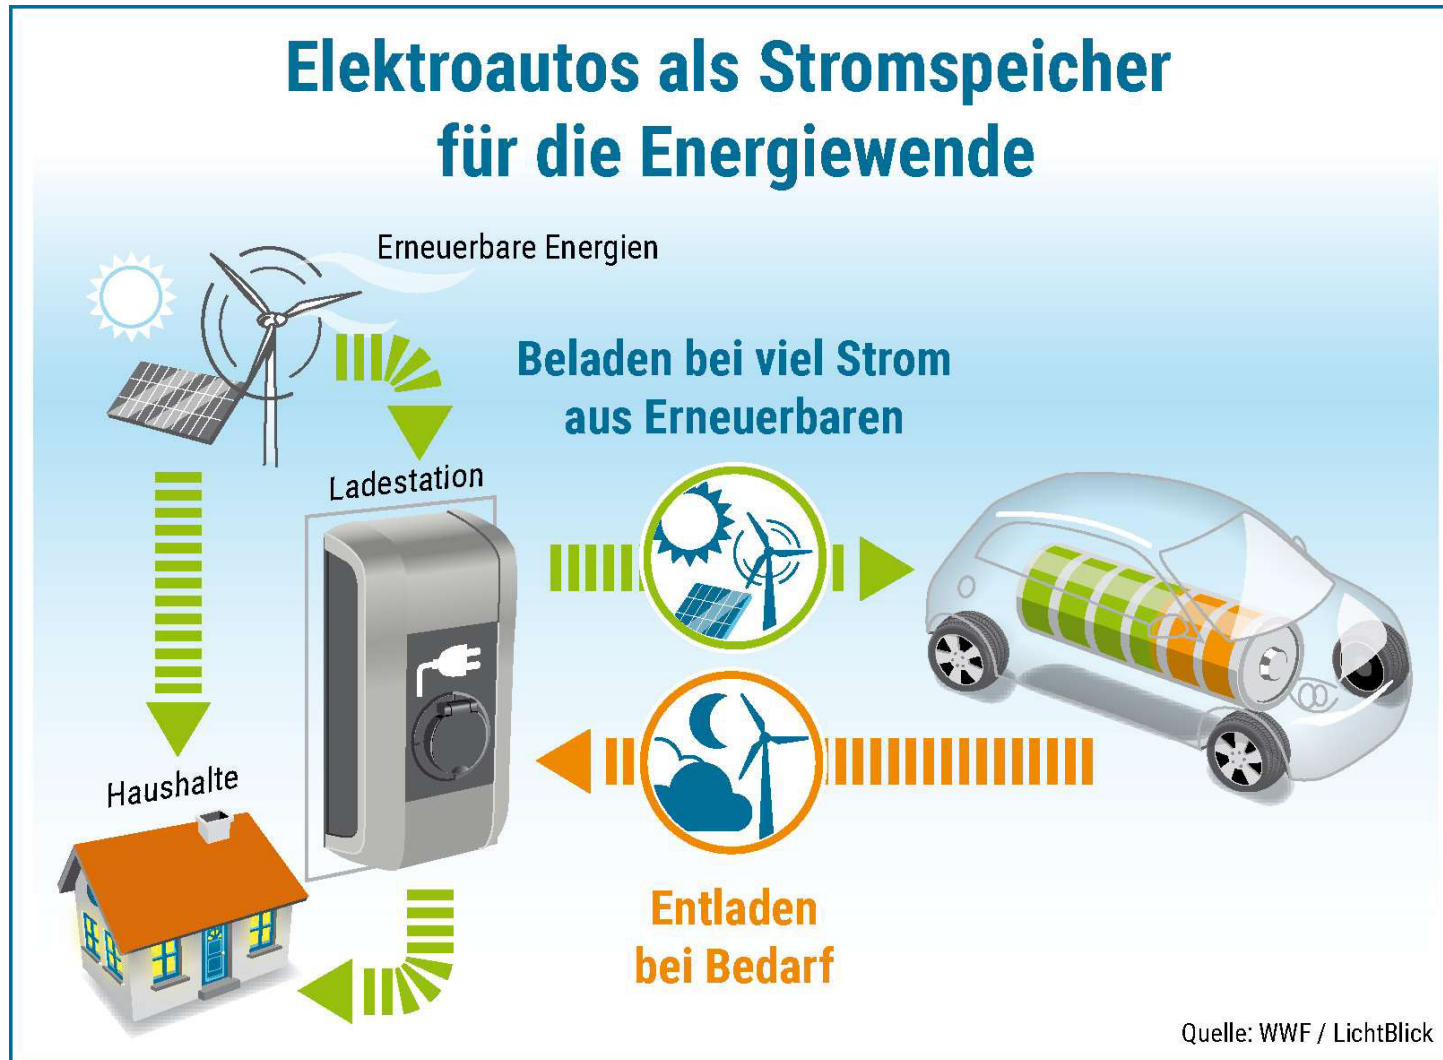 Elektroautos als Stromspeicher
für die Energiewende
Erneuerbare Energien
Beladen bei viel Strom
aus Erneuerbaren
Ladestation
Haushalte
Entladen
bei Bedarf
Quelle: WWF / LichtBlick